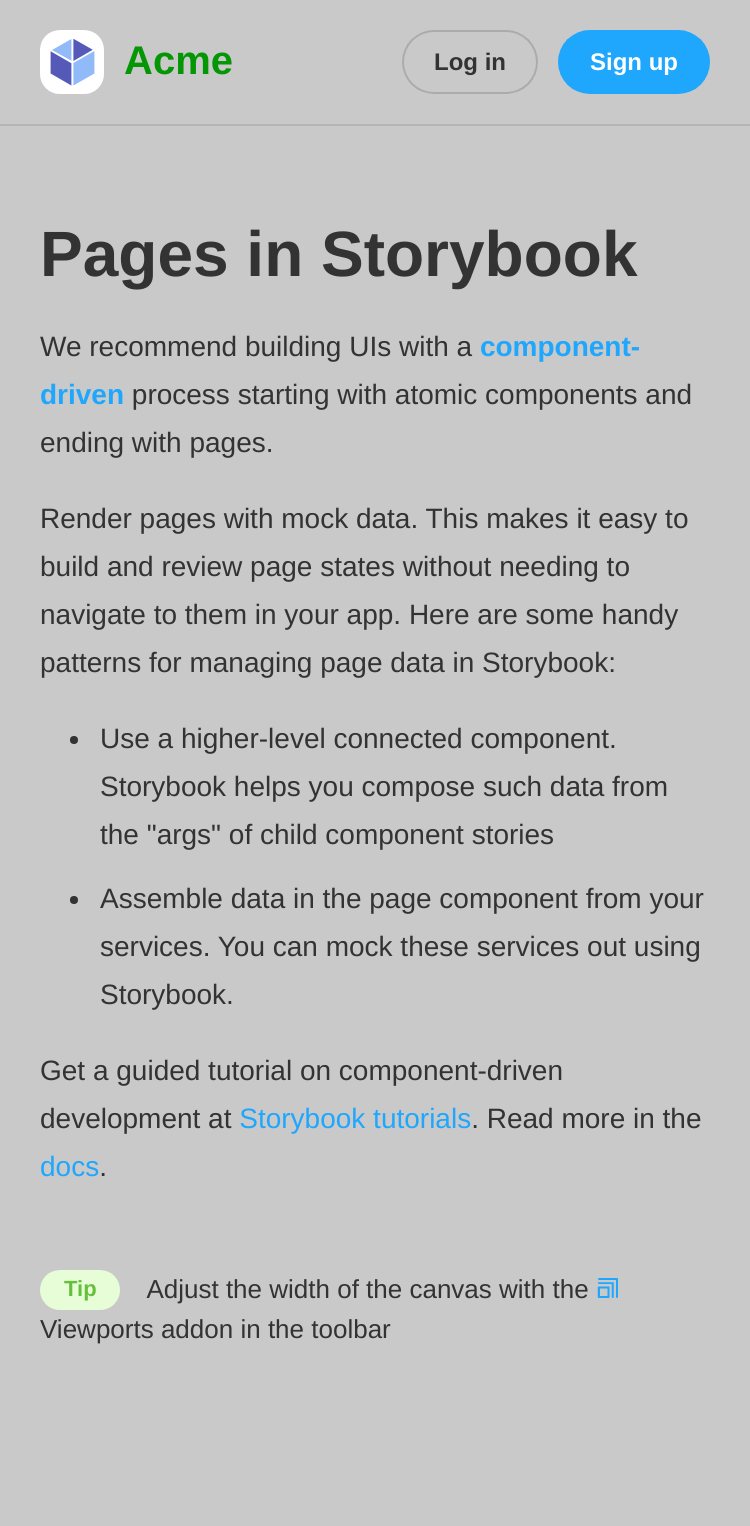 Acme
Log in
Sign up
Pages in Storybook
We recommend building UIs with a component-
driven process starting with atomic components and
ending with pages.
Render pages with mock data. This makes it easy to
build and review page states without needing to
navigate to them in your app. Here are some handy
patterns for managing page data in Storybook:
• Use a higher-level connected component.
Storybook helps you compose such data from
the "args" of child component stories
• Assemble data in the page component from your
services. You can mock these services out using
Storybook.
Get a guided tutorial on component-driven
development at Storybook tutorials. Read more in the
docs.
Tip Adjust the width of the canvas with the
Viewports addon in the toolbar